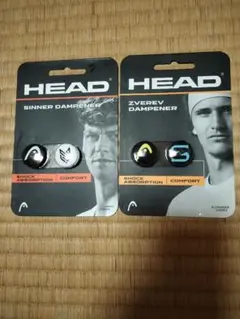 HEAD
SINNER DAMPENER
SHOCK
ABSORPTION
COMFORT
HEAD
ZVEREV
DAMPENER
SHOCK
ABSORPTION
COMFORT